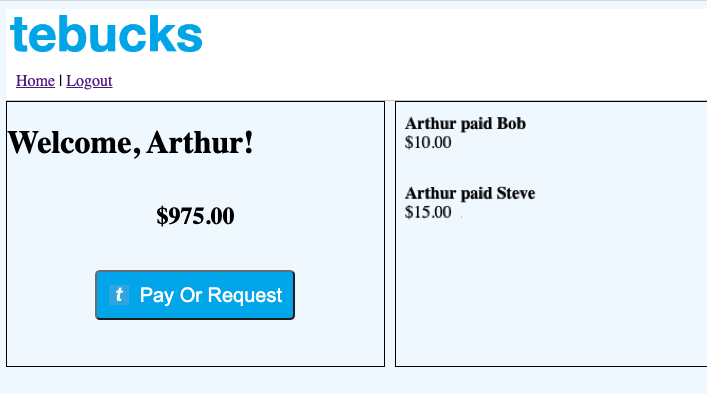 tebucks
Home | Logout
Welcome, Arthur!
$975.00
t Pay Or Request
Arthur paid Bob
$10.00
Arthur paid Steve
$15.00